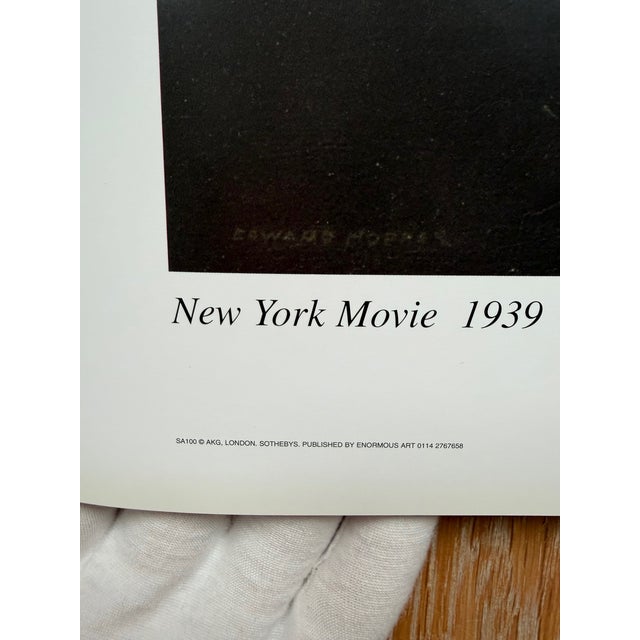 EDWARD HOPPER
New York Movie 1939
SA100 © AKG, LONDON. SOTHEBYS. PUBLISHED BY ENORMOUS ART 0114 2767658